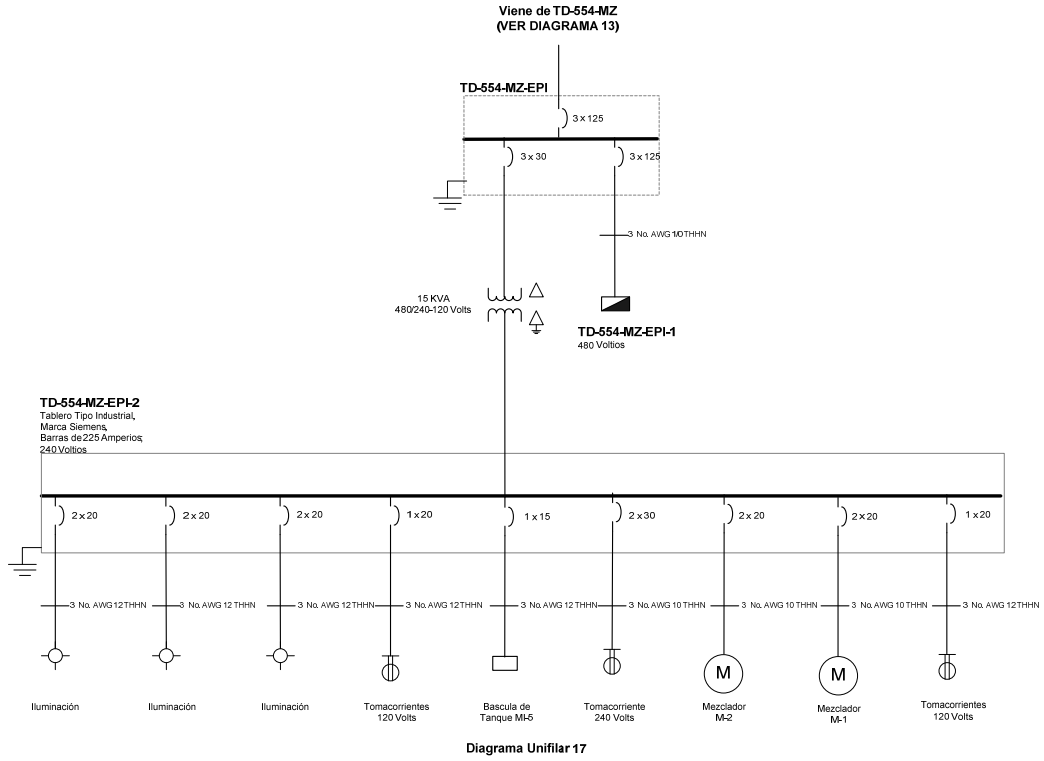 Viene de TD-554-MZ
(VER DIAGRAMA 13)
TD-554-MZ-EPI
3 x 125
3 x 30
3 x 125
3 No. AWG 1/0 THHN
15 KVA
480/240-120 Volts
TD-554-MZ-EPI-1
480 Voltios
TD-554-MZ-EPI-2
Tablero Tipo Industrial,
Marca Siemens,
Barras de 225 Amperios,
240 Voltios
2 x 20
2 x 20
2 x 20
1 x 20
1 x 15
2 x 30
2 x 20
2 x 20
1 x 20
3 No. AWG 12 THHN
3 No. AWG 12 THHN
3 No. AWG 12 THHN
3 No. AWG 12 THHN
3 No. AWG 12 THHN
3 No. AWG 10 THHN
3 No. AWG 10 THHN
3 No. AWG 10 THHN
3 No. AWG 12 THHN
M
M
Iluminación
Iluminación
Iluminación
Tomacorrientes
120 Volts
Bascula de
Tanque MI-5
Tomacorriente
240 Volts
Mezclador
M-2
Mezclador
M-1
Tomacorrientes
120 Volts
Diagrama Unifilar 17